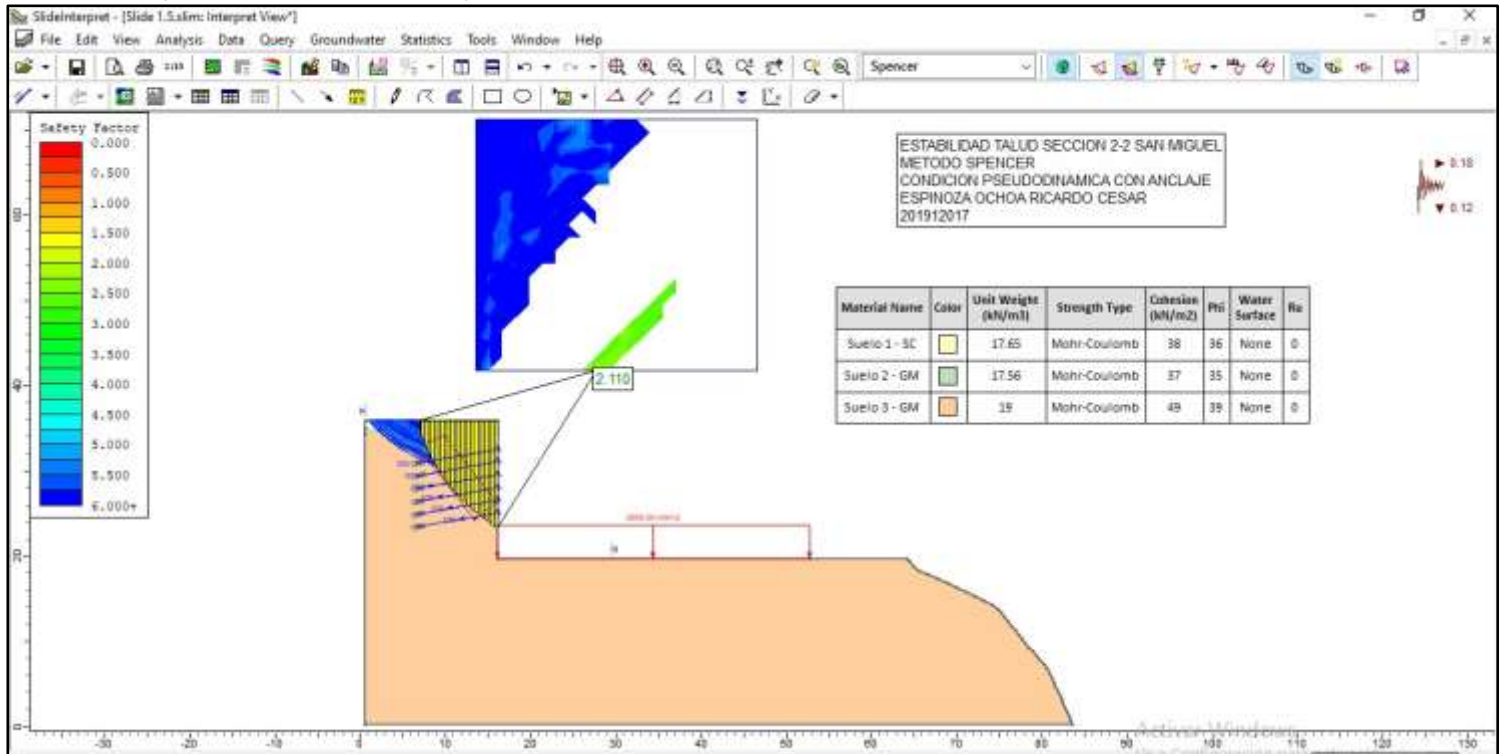 SlideInterpret - [Slide 1.5.slim: Interpret View*]
File Edit View Analysis Data Query Groundwater Statistics Tools Window Help
Spencer
Safety Factor
0.000
0.500
1.000
1.500
2.000
2.500
3.000
3.500
4.000
4.500
5.000
5.500
6.000+
ESTABILIDAD TALUD SECCION 2-2 SAN MIGUEL
METODO SPENCER
CONDICION PSEUDODINAMICA CON ANCLAJE
ESPINOZA OCHOA RICARDO CESAR
201912017
0.18
0.12
Material Name Color Unit Weight (kN/m3) Strength Type Cohesion (kN/m2) Phi Water Surface Ru
Suelo 1 - SC 17.65 Mohr-Coulomb 38 36 None 0
Suelo 2 - GM 17.56 Mohr-Coulomb 37 35 None 0
Suelo 3 - GM 19 Mohr-Coulomb 49 39 None 0
2.110
60
40
20
0
-30 -20 -10 0 10 20 30 40 50 60 70 80 90 100 110 120 130
Activar Windows